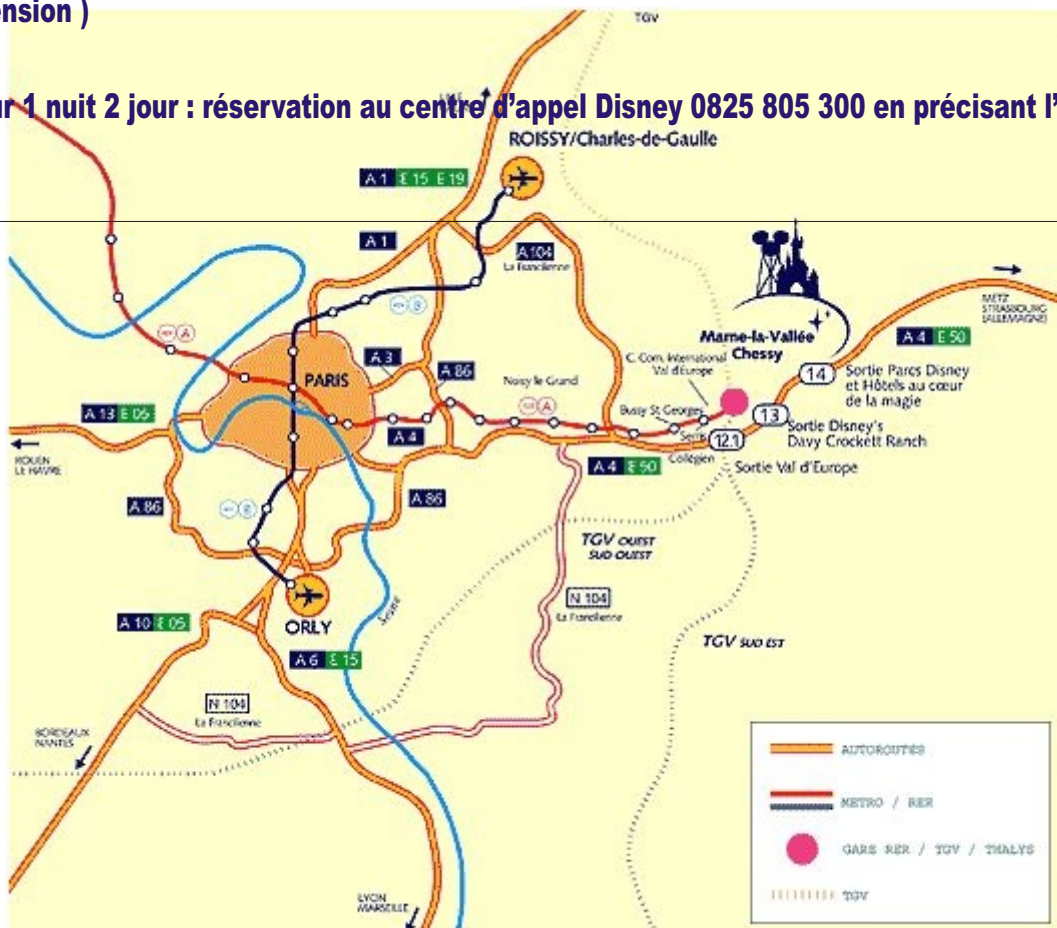 ension )
TGV
ur 1 nuit 2 jour : réservation au centre d'appel Disney 0825 805 300 en précisant l'
ROISSY/Charles-de-Gaulle
A 1 E 15 E 19
A 1
A 104
La Francilienne
B
METZ
STRASBOURG
(ALLEMAGNE)
A
Marne-la-Vallée
Chessy
A 4 E 50
C. Com. International
Val d'Europe
A 3
A 86
PARIS
Noisy le Grand
14
Sortie Parcs Disney
et Hôtels au cœur
de la magie
A
Bussy St Georges
13
A 13 E 05
A 4
Sortie Disney's
Davy Crockett Ranch
12.1
ROUEN
LE HAVRE
Collégien
A 4 E 50
Sortie Val d'Europe
A 86
B
A 86
TGV OUEST
SUD OUEST
N 104
La Francilienne
Seine
A 10 E 05
ORLY
TGV SUD EST
A 6 E 15
N 104
La Francilienne
BORDEAUX
NANTES
AUTOROUTES
METRO / RER
GARE RER / TGV / THALYS
TGV
LYON
MARSEILLE